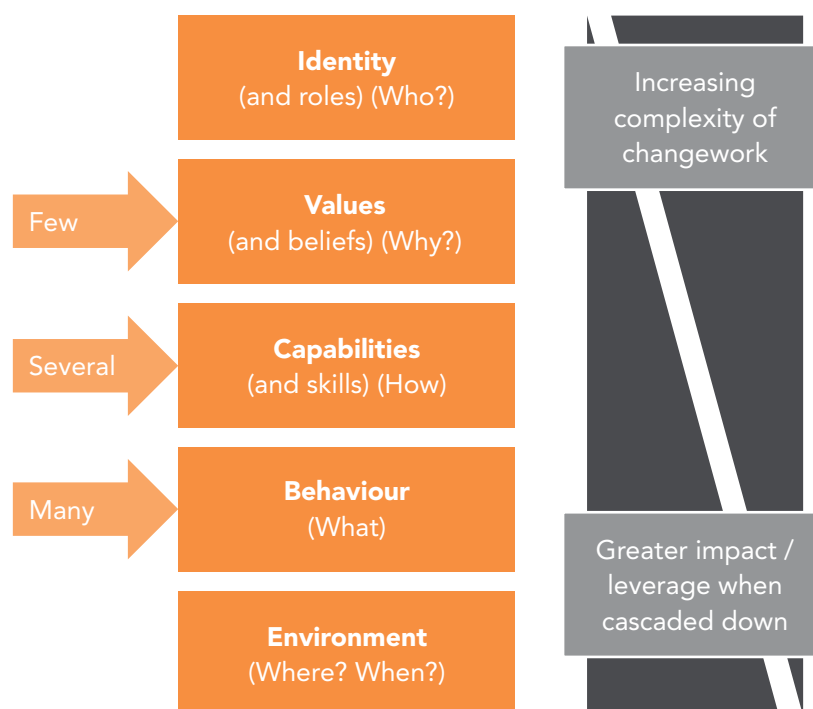 Identity
(and roles) (Who?)
Increasing
complexity of
changework
Few
Values
(and beliefs) (Why?)
Several
Capabilities
(and skills) (How)
Many
Behaviour
(What)
Greater impact /
leverage when
cascaded down
Environment
(Where? When?)